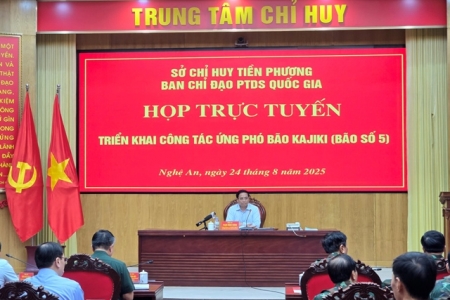 TRUNG TÂM CHỈ HUY
SỞ CHỈ HUY TIỀN PHƯƠNG
BAN CHỈ ĐẠO PTDS QUỐC GIA
HỌP TRỰC TUYẾN
TRIỂN KHAI CÔNG TÁC ỨNG PHÓ BÃO KAJIKI (BÃO SỐ 5)
Nghệ An, ngày 24 tháng 8 năm 2025